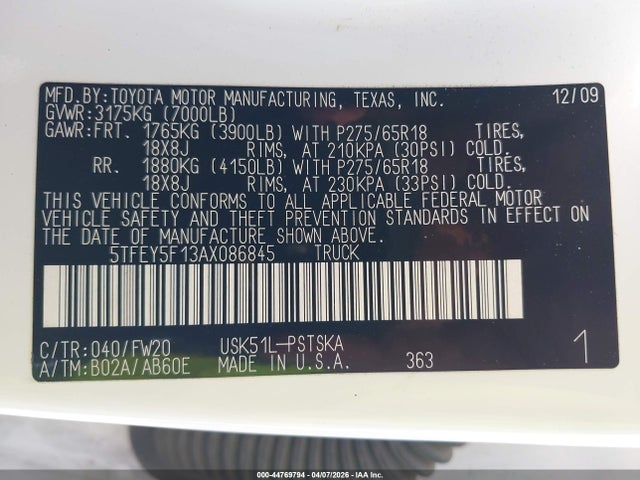 MFD.BY:TOYOTA MOTOR MANUFACTURING, TEXAS, INC. 12/09
GVWR:3175KG (7000LB)
GAWR:FRT. 1765KG (3900LB) WITH P275/65R18 TIRES,
18X8J RIMS, AT 210KPA (30PSI) COLD.
RR. 1880KG (4150LB) WITH P275/65R18 TIRES,
18X8J RIMS, AT 230KPA (33PSI) COLD.
THIS VEHICLE CONFORMS TO ALL APPLICABLE FEDERAL MOTOR
VEHICLE SAFETY AND THEFT PREVENTION STANDARDS IN EFFECT ON
THE DATE OF MANUFACTURE SHOWN ABOVE.
5TFEY5F13AX086845 TRUCK
C/TR:040/FW20 USK51L-PSTSKA
A/TM:B02A/AB60E MADE IN U.S.A. 363 1
000-44769794 - 04/07/2026 - IAA Inc.